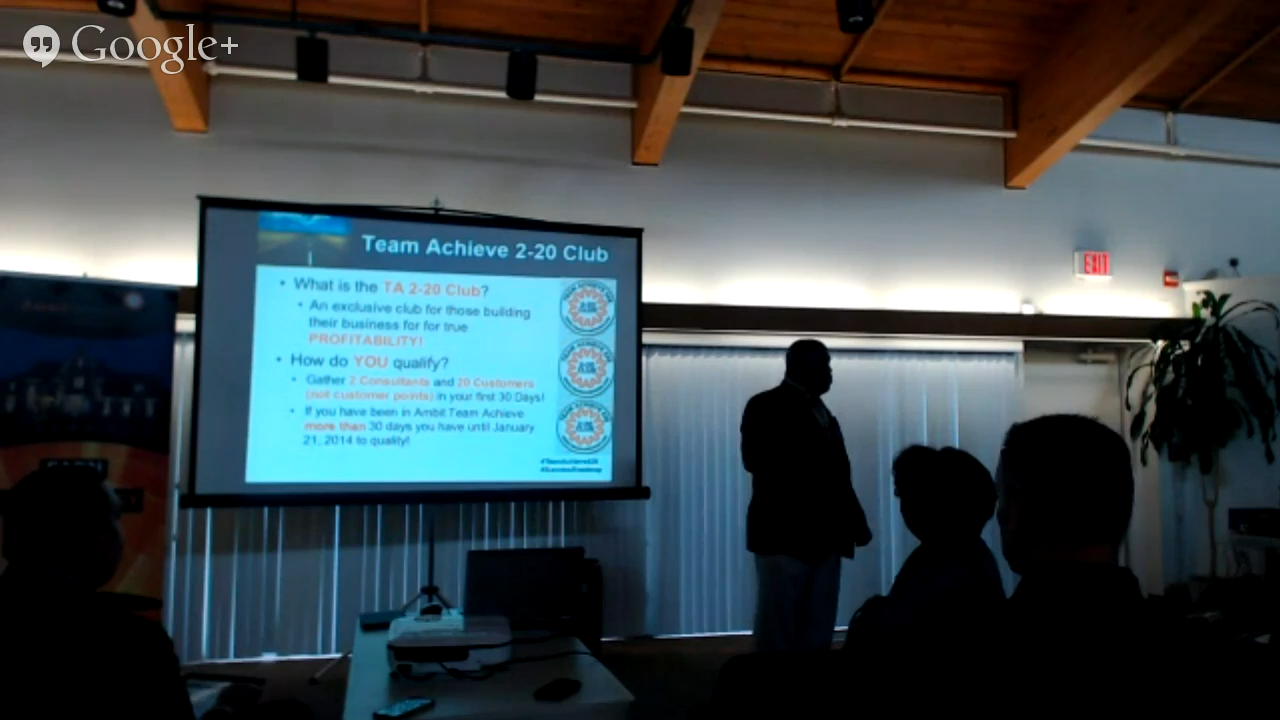 Google+
Team Achieve 2-20 Club
• What is the TA 2-20 Club?
• An exclusive club for those building
their business for for true
PROFITABILITY!
• How do YOU qualify?
• Gather 2 Consultants and 20 Customers
(not customer points) in your first 30 Days!
• If you have been in Ambit Team Achieve
more than 30 days you have until January
21, 2014 to qualify!
EXIT